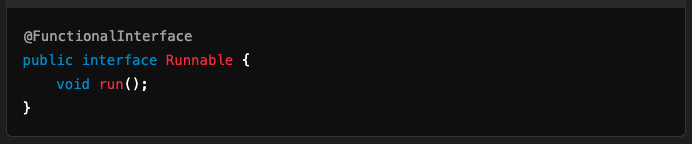 @FunctionalInterface
public interface Runnable {
    void run();
}